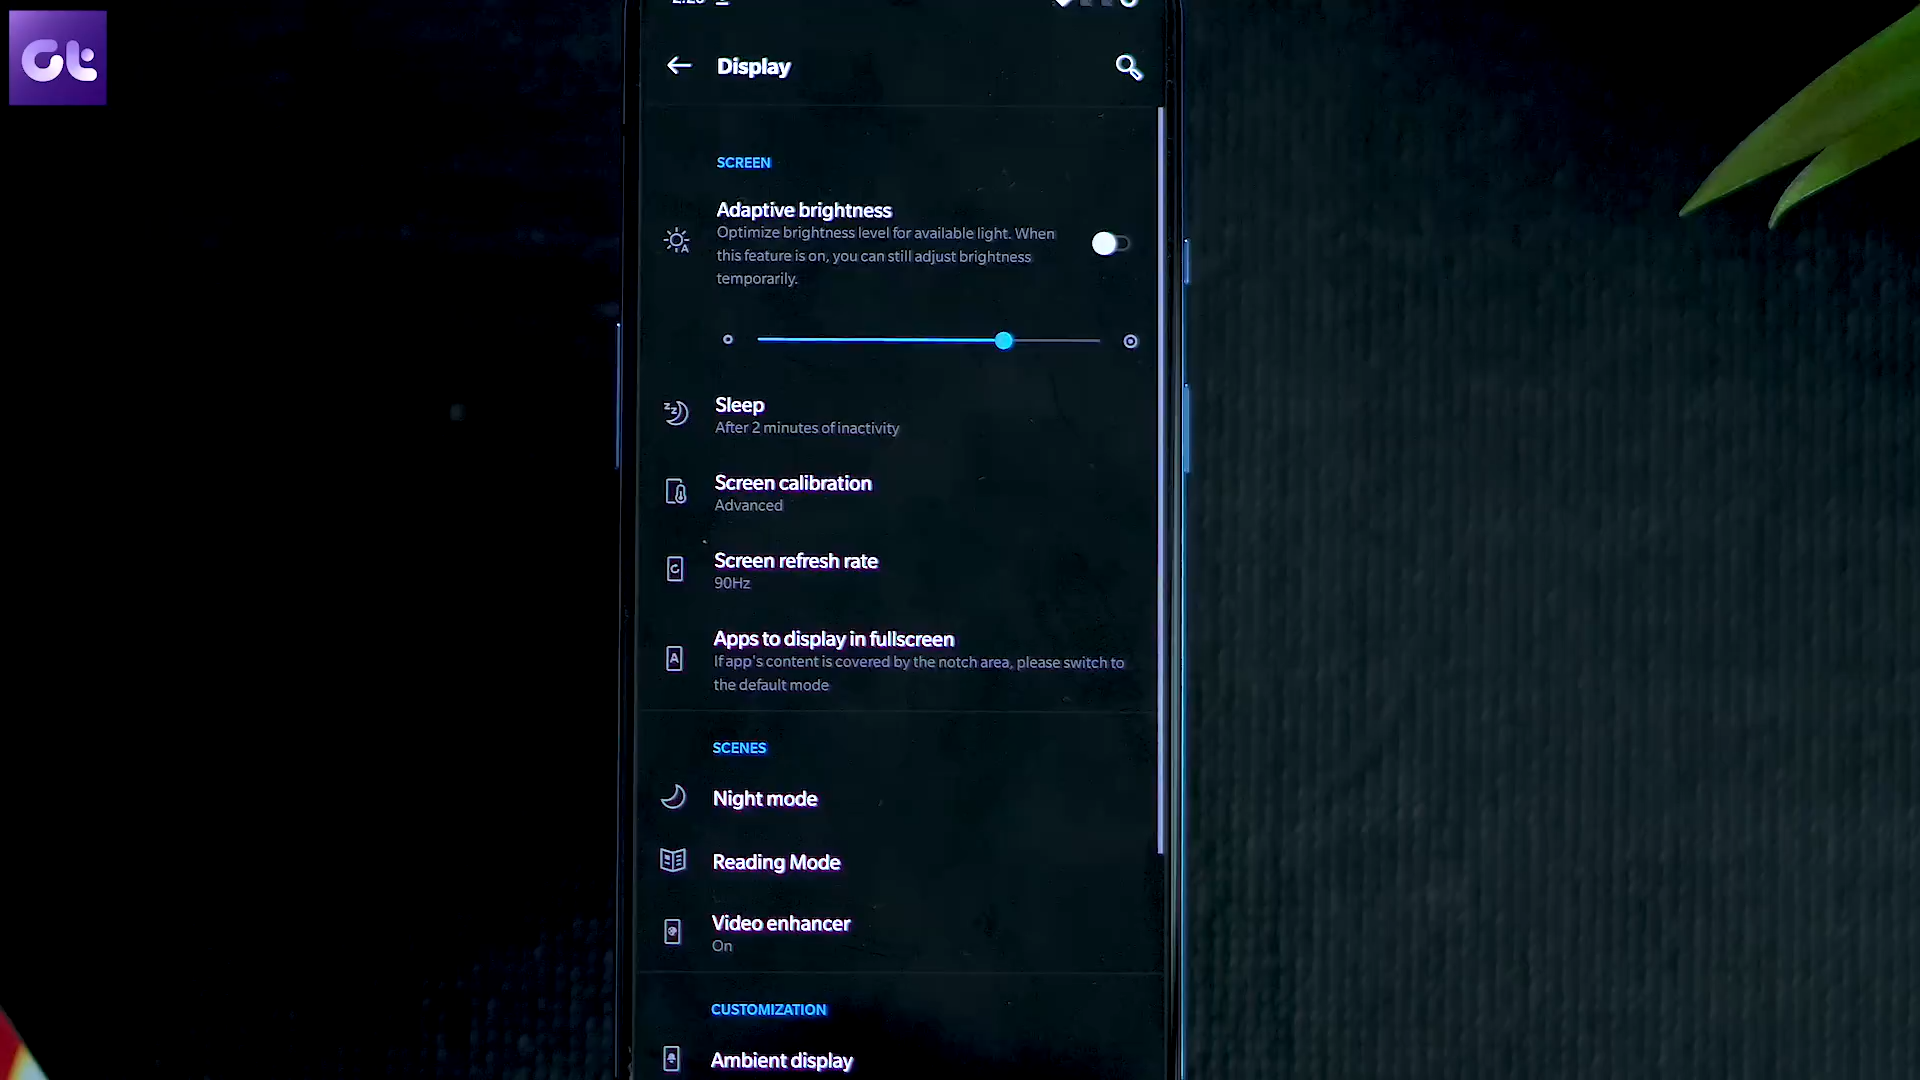 Gt
Display
SCREEN
Adaptive brightness
Optimize brightness level for available light. When
this feature is on, you can still adjust brightness
temporarily.
Sleep
After 2 minutes of inactivity
Screen calibration
Advanced
Screen refresh rate
90Hz
Apps to display in fullscreen
If app's content is covered by the notch area, please switch to
the default mode
SCENES
Night mode
Reading Mode
Video enhancer
On
CUSTOMIZATION
Ambient display